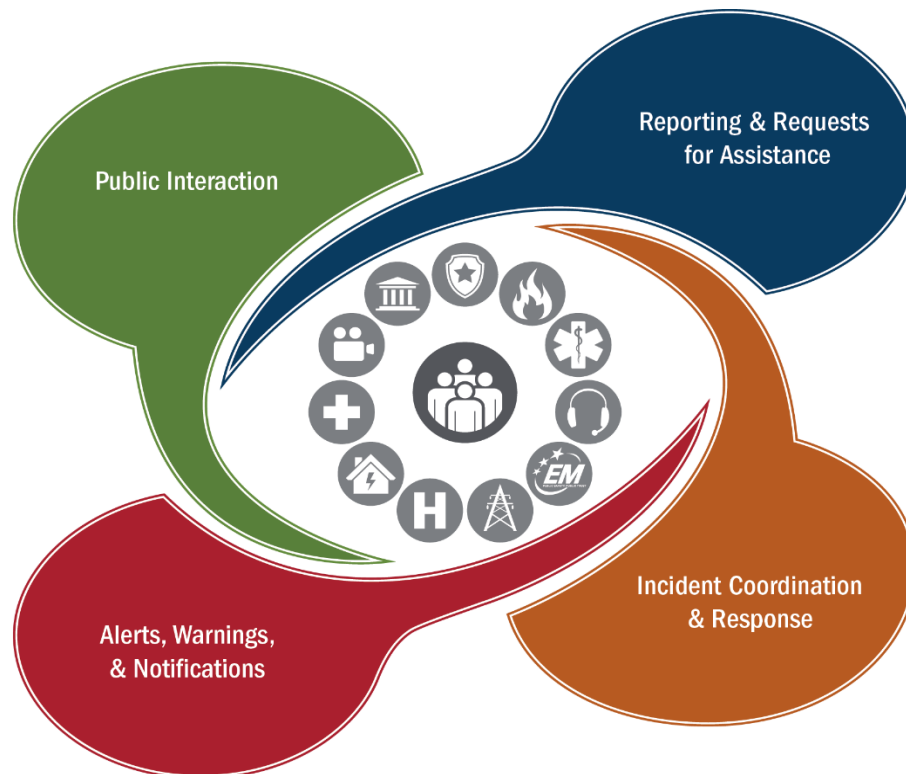 Public Interaction
Reporting & Requests
for Assistance
H
EM
Alerts, Warnings,
& Notifications
Incident Coordination
& Response